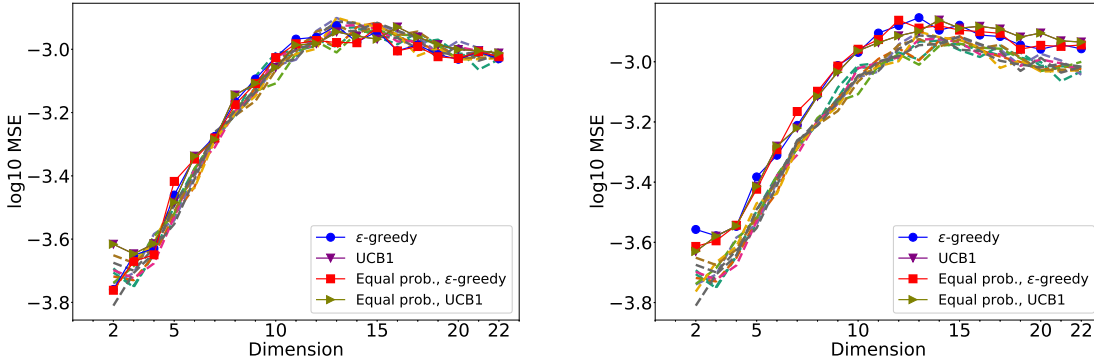 log10 MSE
−3.0
−3.2
−3.4
−3.6
−3.8
2 5 10 15 20 22
Dimension
ε-greedy
UCB1
Equal prob., ε-greedy
Equal prob., UCB1
log10 MSE
−3.0
−3.2
−3.4
−3.6
−3.8
2 5 10 15 20 22
Dimension
ε-greedy
UCB1
Equal prob., ε-greedy
Equal prob., UCB1